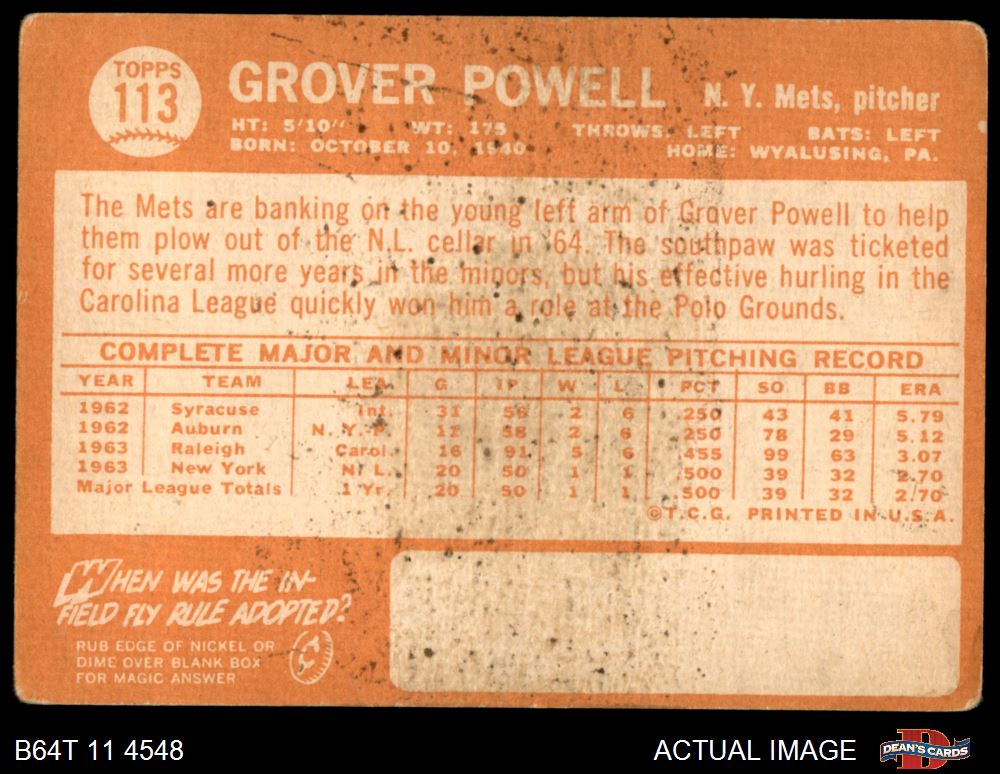 TOPPS
113
GROVER POWELL N. Y. Mets, pitcher
HT: 5'10" WT: 175 THROWS: LEFT BATS: LEFT
BORN: OCTOBER 10, 1940 HOME: WYALUSING, PA.
The Mets are banking on the young left arm of Grover Powell to help
them plow out of the N.L. cellar in '64. The southpaw was ticketed
for several more years in the minors, but his effective hurling in the
Carolina League quickly won him a role at the Polo Grounds.
COMPLETE MAJOR AND MINOR LEAGUE PITCHING RECORD
YEAR TEAM LEA. G IP W L PCT SO BB ERA
1962 Syracuse Int. 31 56 2 6 .250 43 41 5.79
1962 Auburn N.Y.P. 11 58 2 6 .250 78 29 5.12
1963 Raleigh Carol. 16 91 5 6 .455 99 63 3.07
1963 New York N. L. 20 50 1 1 .500 39 32 2.70
Major League Totals 1 Yr. 20 50 1 1 .500 39 32 2.70
©T.C.G. PRINTED IN U.S.A.
WHEN WAS THE IN-
FIELD FLY RULE ADOPTED?
RUB EDGE OF NICKEL OR
DIME OVER BLANK BOX
FOR MAGIC ANSWER
B64T 11 4548 ACTUAL IMAGE DEAN'S CARDS